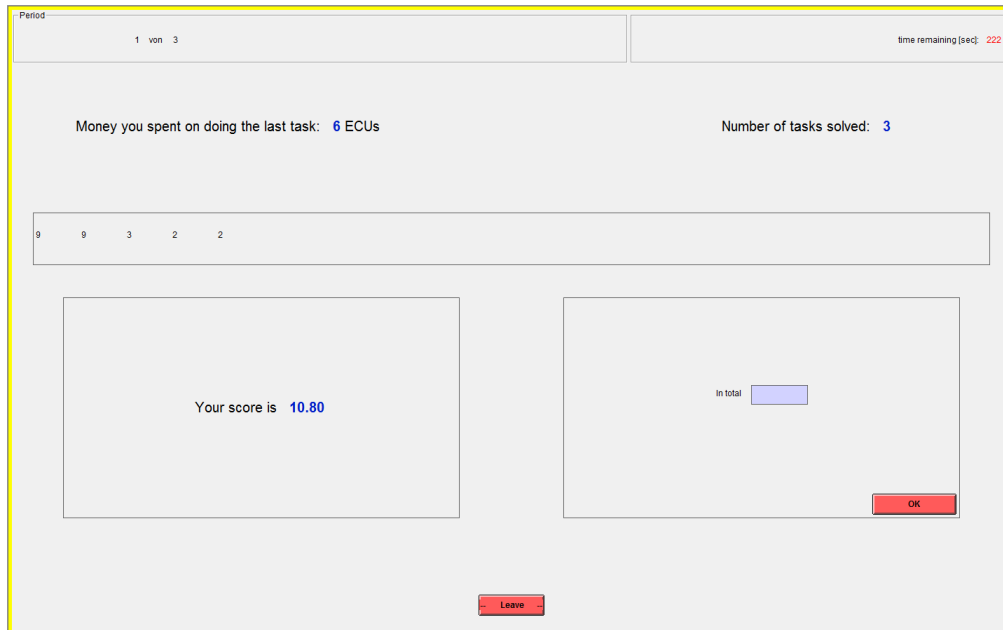 Period
1 von 3
time remaining [sec]: 222
Money you spent on doing the last task: 6 ECUs
Number of tasks solved: 3
9 9 3 2 2
Your score is 10.80
In total
OK
Leave